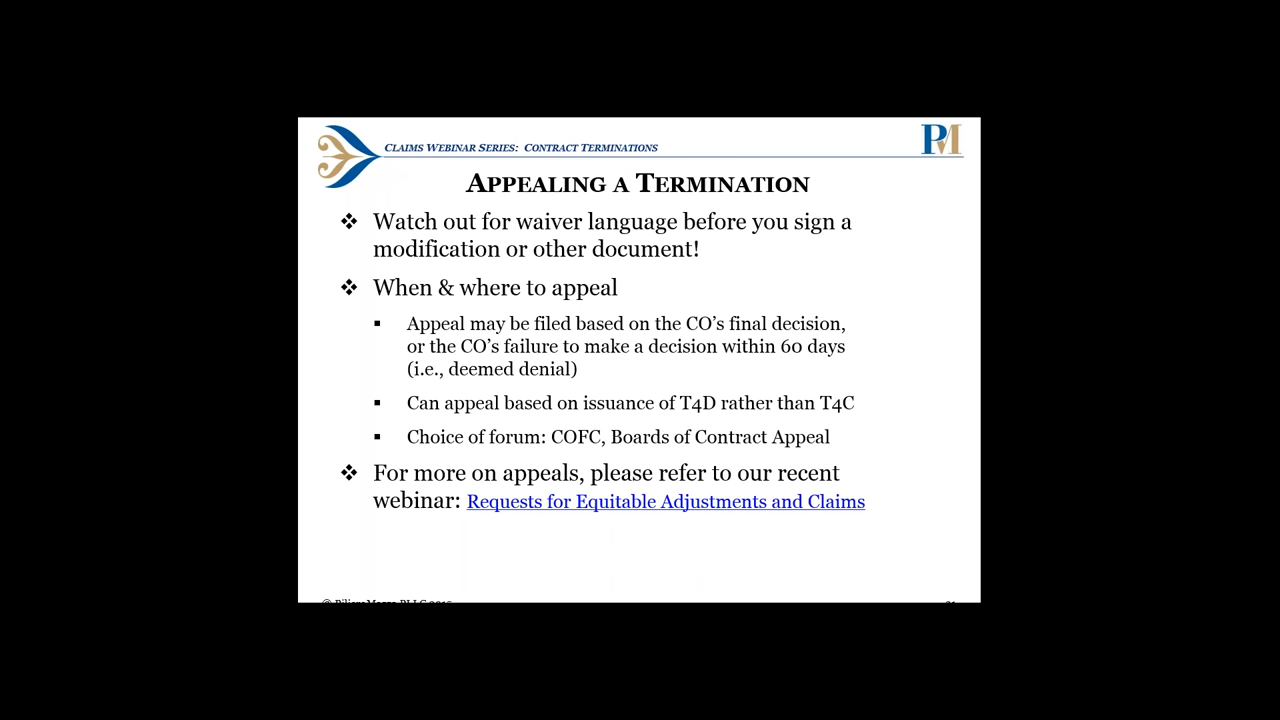 CLAIMS WEBINAR SERIES: CONTRACT TERMINATIONS
PM
APPEALING A TERMINATION
❖ Watch out for waiver language before you sign a
modification or other document!
❖ When & where to appeal
▪ Appeal may be filed based on the CO's final decision,
or the CO's failure to make a decision within 60 days
(i.e., deemed denial)
▪ Can appeal based on issuance of T4D rather than T4C
▪ Choice of forum: COFC, Boards of Contract Appeal
❖ For more on appeals, please refer to our recent
webinar: Requests for Equitable Adjustments and Claims